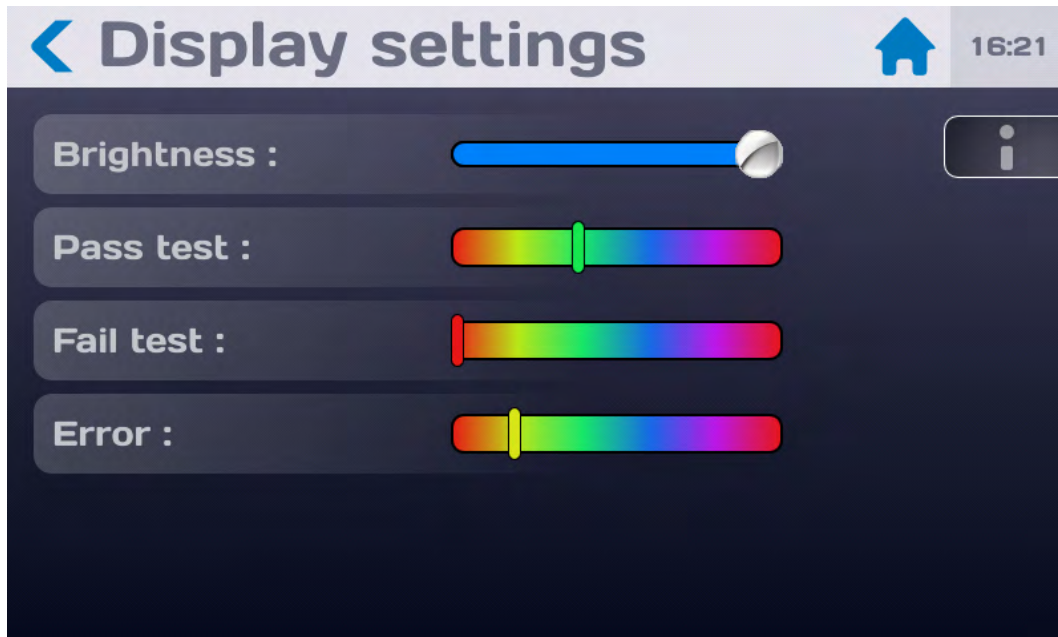 Display settings
16:21
Brightness :
Pass test :
Fail test :
Error :